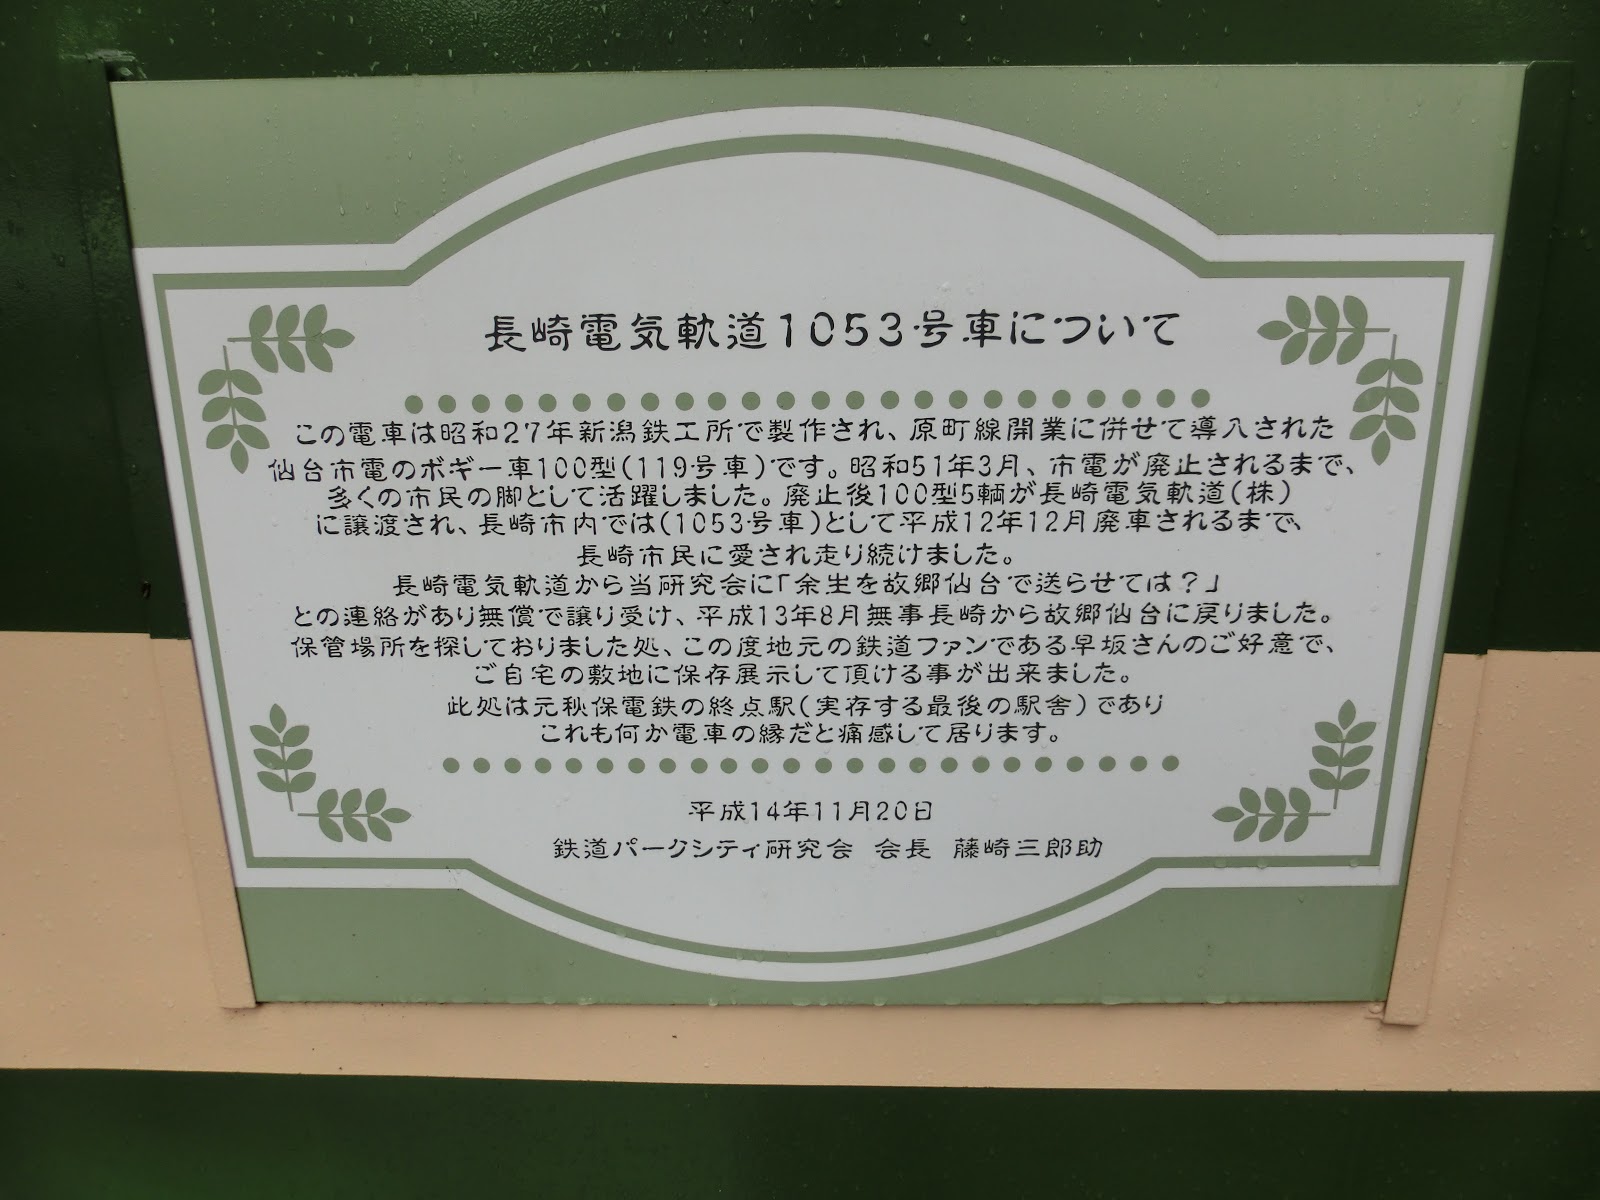 長崎電気軌道1053号車について
この電車は昭和27年新潟鉄工所で製作され、原町線開業に併せて導入された
仙台市電のボギー車100型(119号車)です。昭和51年3月、市電が廃止されるまで、
多くの市民の脚として活躍しました。廃止後100型5輌が長崎電気軌道(株)
に譲渡され、長崎市内では(1053号車)として平成12年12月廃車されるまで、
長崎市民に愛され走り続けました。
長崎電気軌道から当研究会に「余生を故郷仙台で送らせては？」
との連絡があり無償で譲り受け、平成13年8月無事長崎から故郷仙台に戻りました。
保管場所を探しておりました処、この度地元の鉄道ファンである早坂さんのご好意で、
ご自宅の敷地に保存展示して頂ける事が出来ました。
此処は元秋保電鉄の終点駅(実存する最後の駅舎)であり
これも何か電車の縁だと痛感して居ります。
平成14年11月20日
鉄道パークシティ研究会 会長 藤崎三郎助